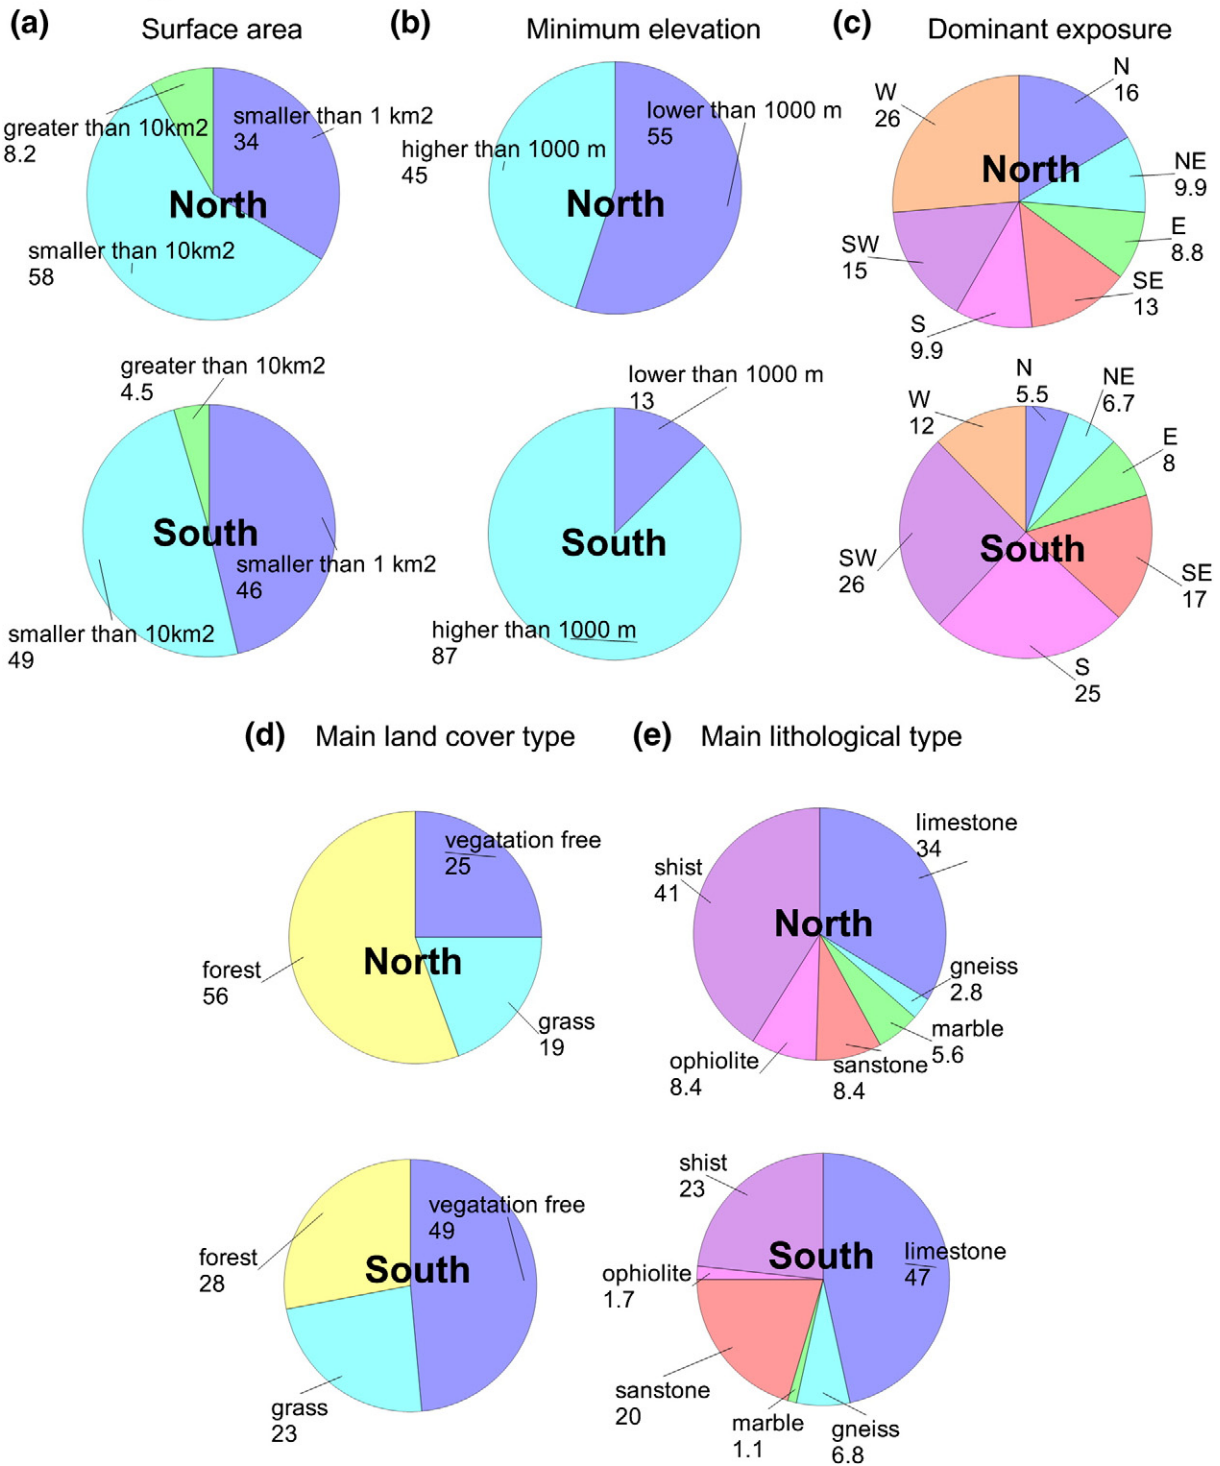 (a) Surface area
(b) Minimum elevation
(c) Dominant exposure
greater than 10km2
8.2
smaller than 1 km2
34
North
smaller than 10km2
58
lower than 1000 m
55
higher than 1000 m
45
North
N
16
NE
9.9
E
8.8
SE
13
S
9.9
SW
15
W
26
North
greater than 10km2
4.5
South
smaller than 1 km2
46
smaller than 10km2
49
lower than 1000 m
13
South
higher than 1000 m
87
N
5.5
NE
6.7
E
8
SE
17
S
25
SW
26
W
12
South
(d) Main land cover type
(e) Main lithological type
vegatation free
25
North
forest
56
grass
19
limestone
34
shist
41
North
gneiss
2.8
marble
5.6
sanstone
8.4
ophiolite
8.4
vegatation free
49
forest
28
South
grass
23
shist
23
South
limestone
47
ophiolite
1.7
sanstone
20
marble
1.1
gneiss
6.8